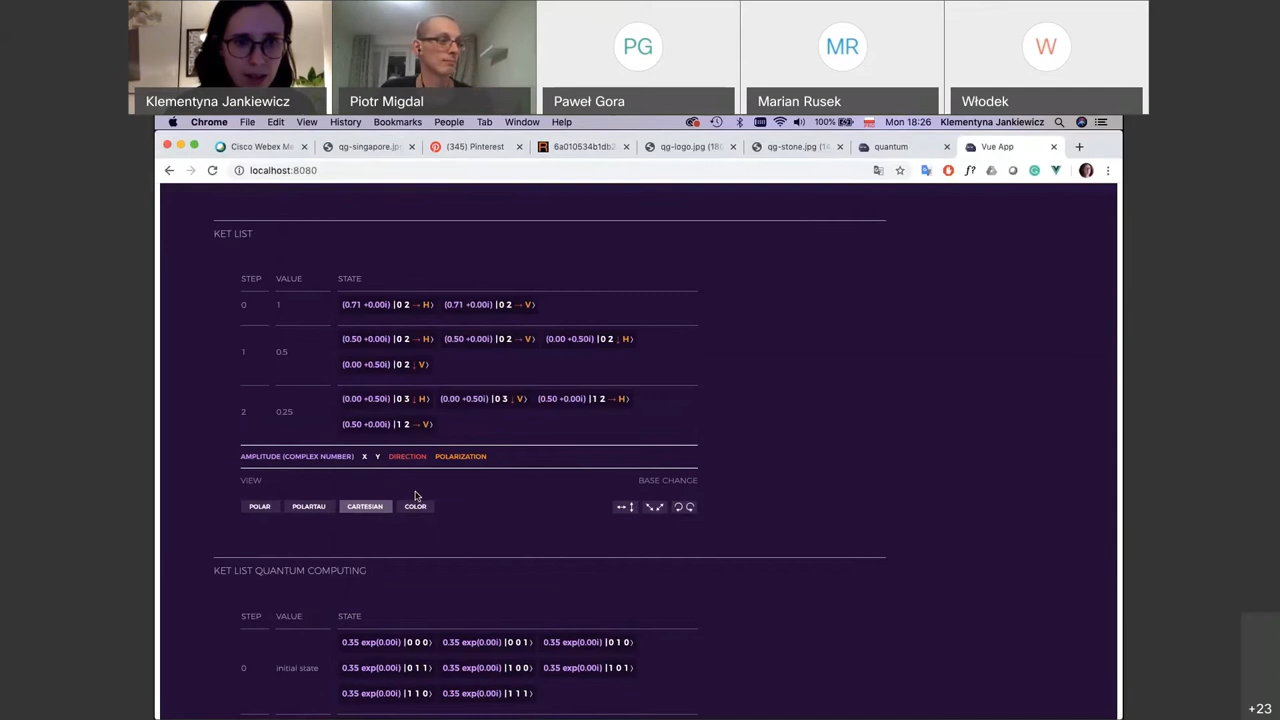 PG
MR
W
Klementyna Jankiewicz
Piotr Migdal
Paweł Gora
Marian Rusek
Włodek
Chrome File Edit View History Bookmarks People Tab Window Help
100% Mon 18:26 Klementyna Jankiewicz
Cisco Webex Me
qg-singapore.jp
(345) Pinterest
6a010534b1db2
qg-logo.jpg (18
qg-stone.jpg (1
quantum
Vue App
localhost:8080
KET LIST
STEP VALUE STATE
0 1 (0.71 +0.00i) |0 2 → H⟩ (0.71 +0.00i) |0 2 → V⟩
(0.50 +0.00i) |0 2 → H⟩ (0.50 +0.00i) |0 2 → V⟩ (0.00 +0.50i) |0 2 ↓ H⟩
1 0.5
(0.00 +0.50i) |0 2 ↓ V⟩
(0.00 +0.50i) |0 3 ↓ H⟩ (0.00 +0.50i) |0 3 ↓ V⟩ (0.50 +0.00i) |1 2 → H⟩
2 0.25
(0.50 +0.00i) |1 2 → V⟩
AMPLITUDE (COMPLEX NUMBER) X Y DIRECTION POLARIZATION
VIEW BASE CHANGE
POLAR POLARTAU CARTESIAN COLOR
KET LIST QUANTUM COMPUTING
STEP VALUE STATE
0.35 exp(0.00i) |0 0 0⟩ 0.35 exp(0.00i) |0 0 1⟩ 0.35 exp(0.00i) |0 1 0⟩
0 initial state 0.35 exp(0.00i) |0 1 1⟩ 0.35 exp(0.00i) |1 0 0⟩ 0.35 exp(0.00i) |1 0 1⟩
0.35 exp(0.00i) |1 1 0⟩ 0.35 exp(0.00i) |1 1 1⟩
+23